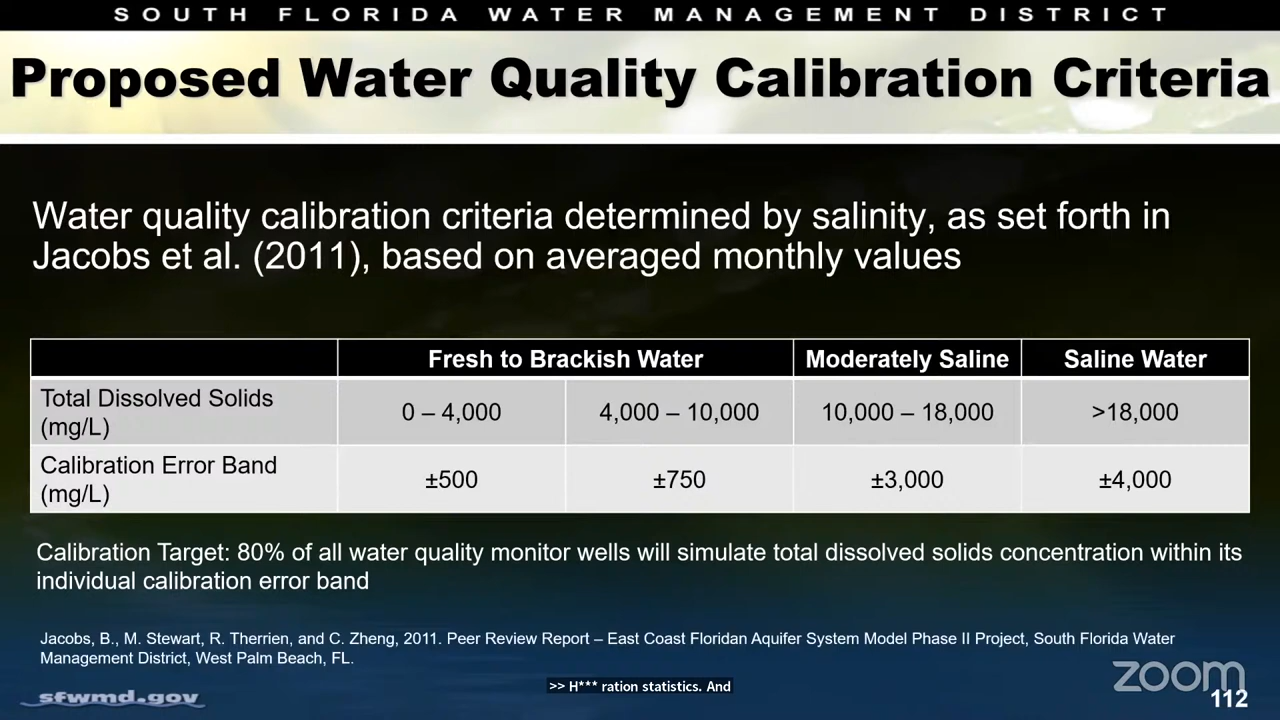 SOUTH FLORIDA WATER MANAGEMENT DISTRICT
Proposed Water Quality Calibration Criteria
Water quality calibration criteria determined by salinity, as set forth in
Jacobs et al. (2011), based on averaged monthly values
Fresh to Brackish Water Moderately Saline Saline Water
Total Dissolved Solids
(mg/L)
0 – 4,000 4,000 – 10,000 10,000 – 18,000 >18,000
Calibration Error Band
(mg/L)
±500 ±750 ±3,000 ±4,000
Calibration Target: 80% of all water quality monitor wells will simulate total dissolved solids concentration within its
individual calibration error band
Jacobs, B., M. Stewart, R. Therrien, and C. Zheng, 2011. Peer Review Report – East Coast Floridan Aquifer System Model Phase II Project, South Florida Water
Management District, West Palm Beach, FL.
sfwmd.gov
>> H*** ration statistics. And
zoom
112